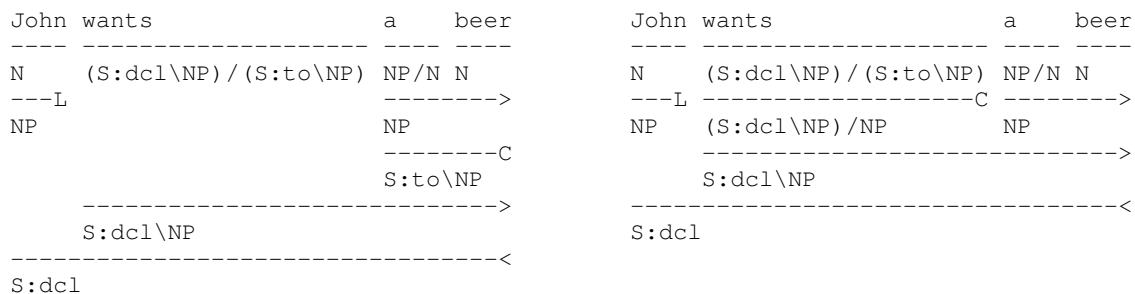 John wants a beer
---- -------------------- ---- ----
N (S:dcl\NP)/(S:to\NP) NP/N N
---L -------->
NP NP
--------C
S:to\NP
----------------------------->
S:dcl\NP
----------------------------------<
S:dcl
John wants a beer
---- -------------------- ---- ----
N (S:dcl\NP)/(S:to\NP) NP/N N
---L -------------------C -------->
NP (S:dcl\NP)/NP NP
----------------------------->
S:dcl\NP
----------------------------------<
S:dcl